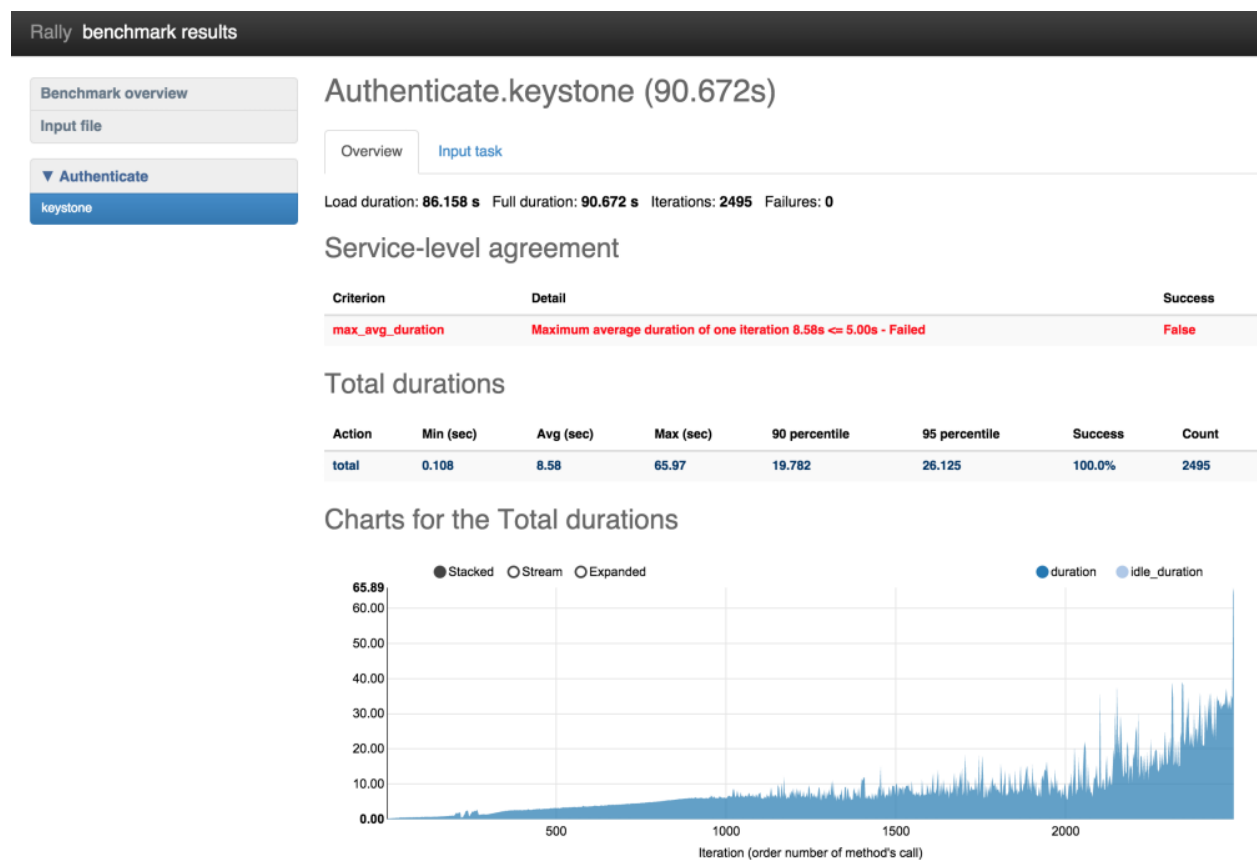 Rally benchmark results
Benchmark overview
Input file
▼ Authenticate
keystone
Authenticate.keystone (90.672s)
Overview Input task
Load duration: 86.158 s Full duration: 90.672 s Iterations: 2495 Failures: 0
Service-level agreement
Criterion Detail Success
max_avg_duration Maximum average duration of one iteration 8.58s <= 5.00s - Failed False
Total durations
Action Min (sec) Avg (sec) Max (sec) 90 percentile 95 percentile Success Count
total 0.108 8.58 65.97 19.782 26.125 100.0% 2495
Charts for the Total durations
Stacked Stream Expanded duration idle_duration
65.89
60.00
50.00
40.00
30.00
20.00
10.00
0.00
500 1000 1500 2000
Iteration (order number of method's call)